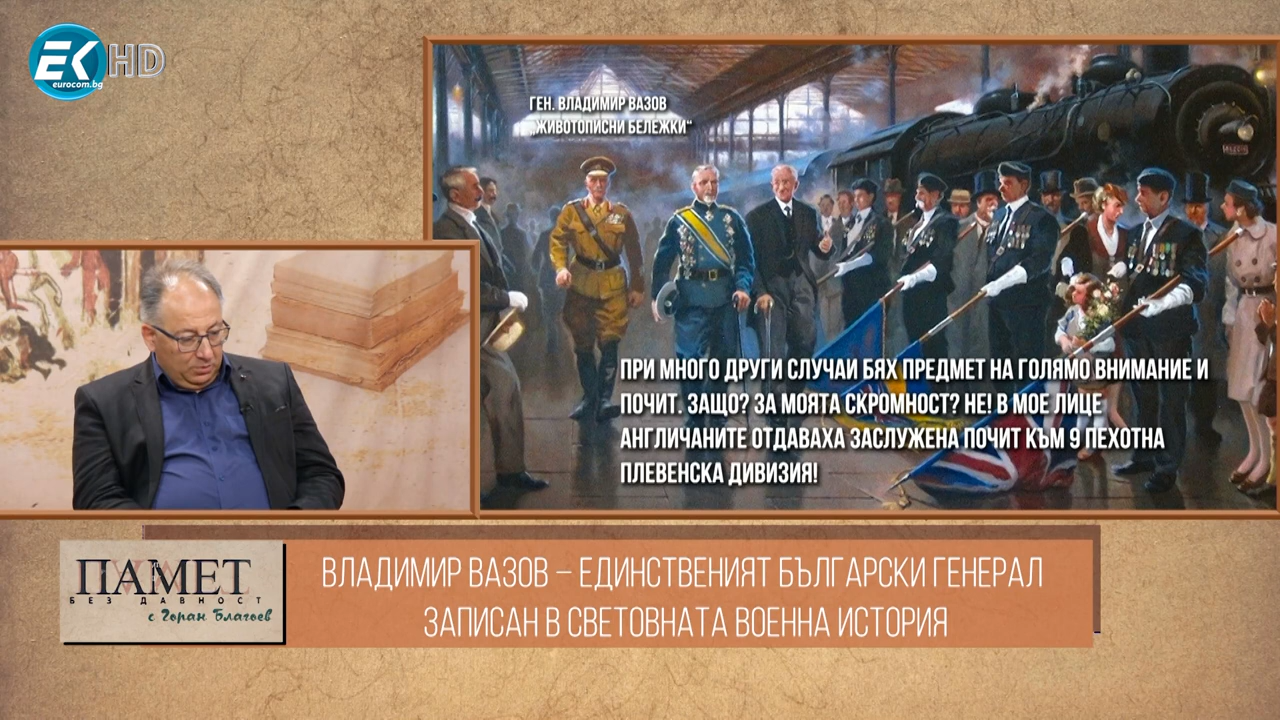 EK HD
eurocom.bg
ГЕН. ВЛАДИМИР ВАЗОВ
„ЖИВОТОПИСНИ БЕЛЕЖКИ“
ПРИ МНОГО ДРУГИ СЛУЧАИ БЯХ ПРЕДМЕТ НА ГОЛЯМО ВНИМАНИЕ И
ПОЧИТ. ЗАЩО? ЗА МОЯТА СКРОМНОСТ? НЕ! В МОЕ ЛИЦЕ
АНГЛИЧАНИТЕ ОТДАВАХА ЗАСЛУЖЕНА ПОЧИТ КЪМ 9 ПЕХОТНА
ПЛЕВЕНСКА ДИВИЗИЯ!
ПАМЕТ
БЕЗ ДАВНОСТ
с Горан Благоев
ВЛАДИМИР ВАЗОВ – ЕДИНСТВЕНИЯТ БЪЛГАРСКИ ГЕНЕРАЛ
ЗАПИСАН В СВЕТОВНАТА ВОЕННА ИСТОРИЯ